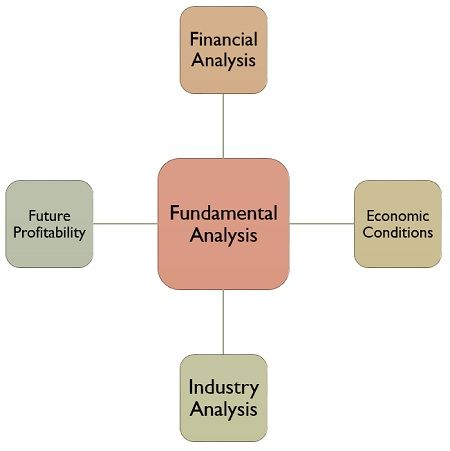 Financial
Analysis
Future
Profitability
Fundamental
Analysis
Economic
Conditions
Industry
Analysis